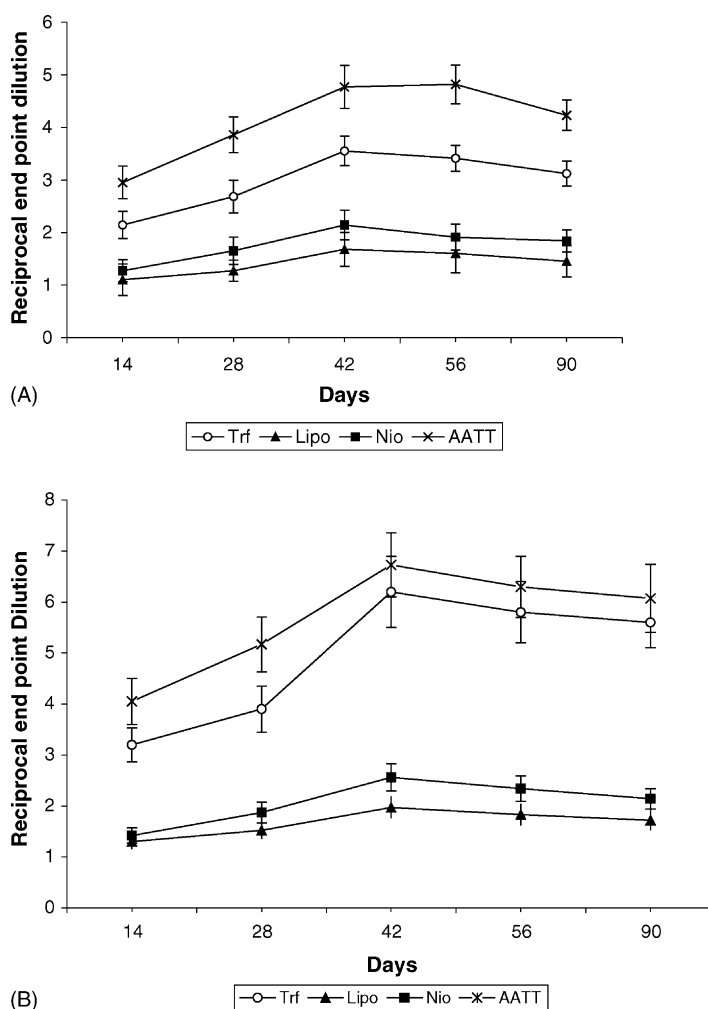 6
5
4
3
2
1
0
Reciprocal end point dilution
14 28 42 56 90
Days
(A)
Trf Lipo Nio AATT
8
7
6
5
4
3
2
1
0
Reciprocal end point Dilution
14 28 42 56 90
Days
(B)
Trf Lipo Nio AATT